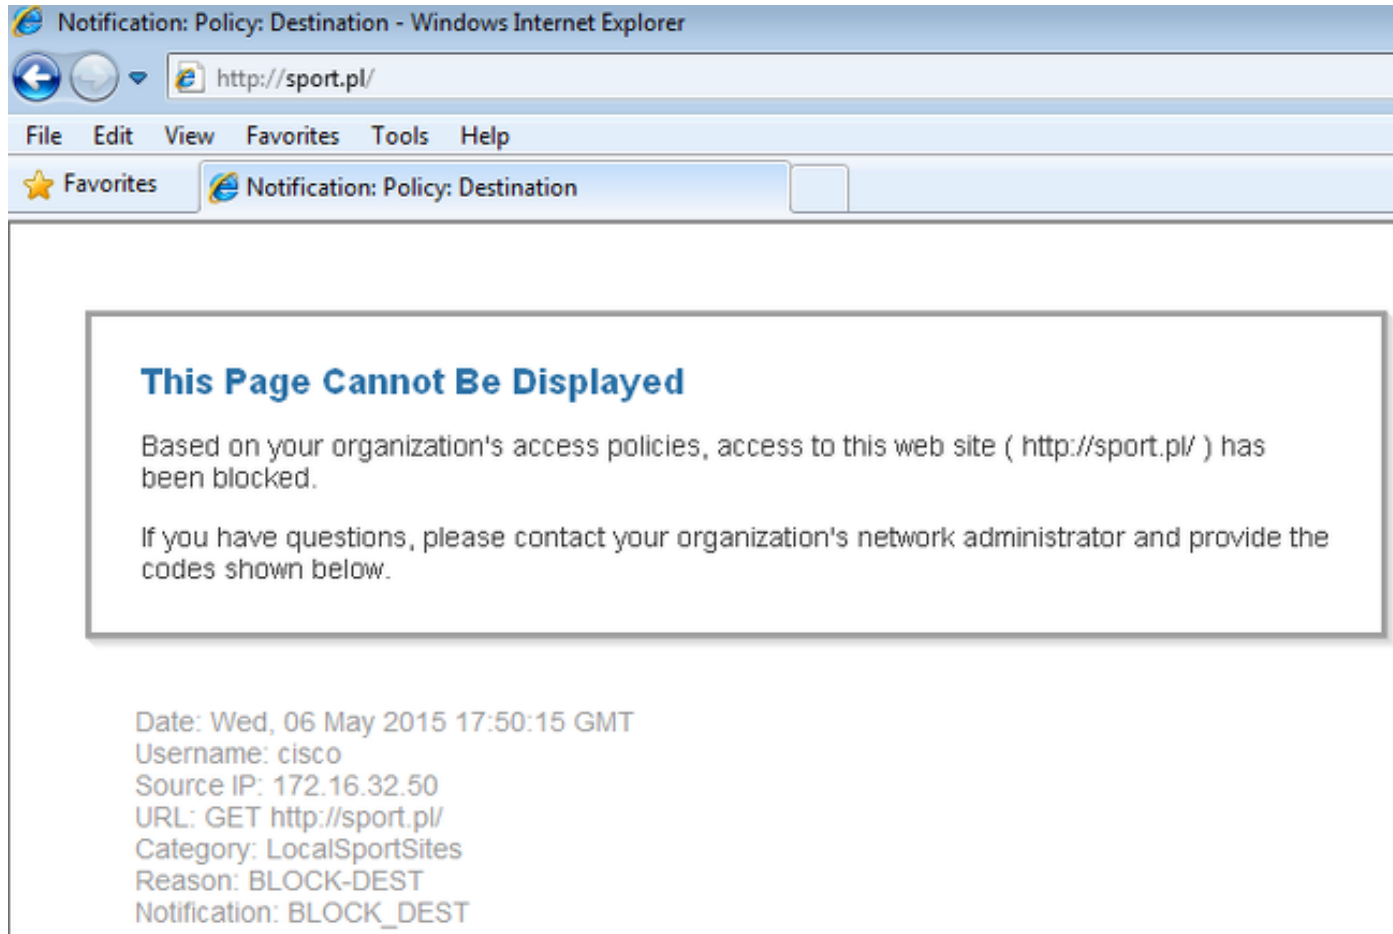 Notification: Policy: Destination - Windows Internet Explorer
http://sport.pl/
File Edit View Favorites Tools Help
Favorites Notification: Policy: Destination
This Page Cannot Be Displayed
Based on your organization's access policies, access to this web site ( http://sport.pl/ ) has
been blocked.
If you have questions, please contact your organization's network administrator and provide the
codes shown below.
Date: Wed, 06 May 2015 17:50:15 GMT
Username: cisco
Source IP: 172.16.32.50
URL: GET http://sport.pl/
Category: LocalSportSites
Reason: BLOCK-DEST
Notification: BLOCK_DEST